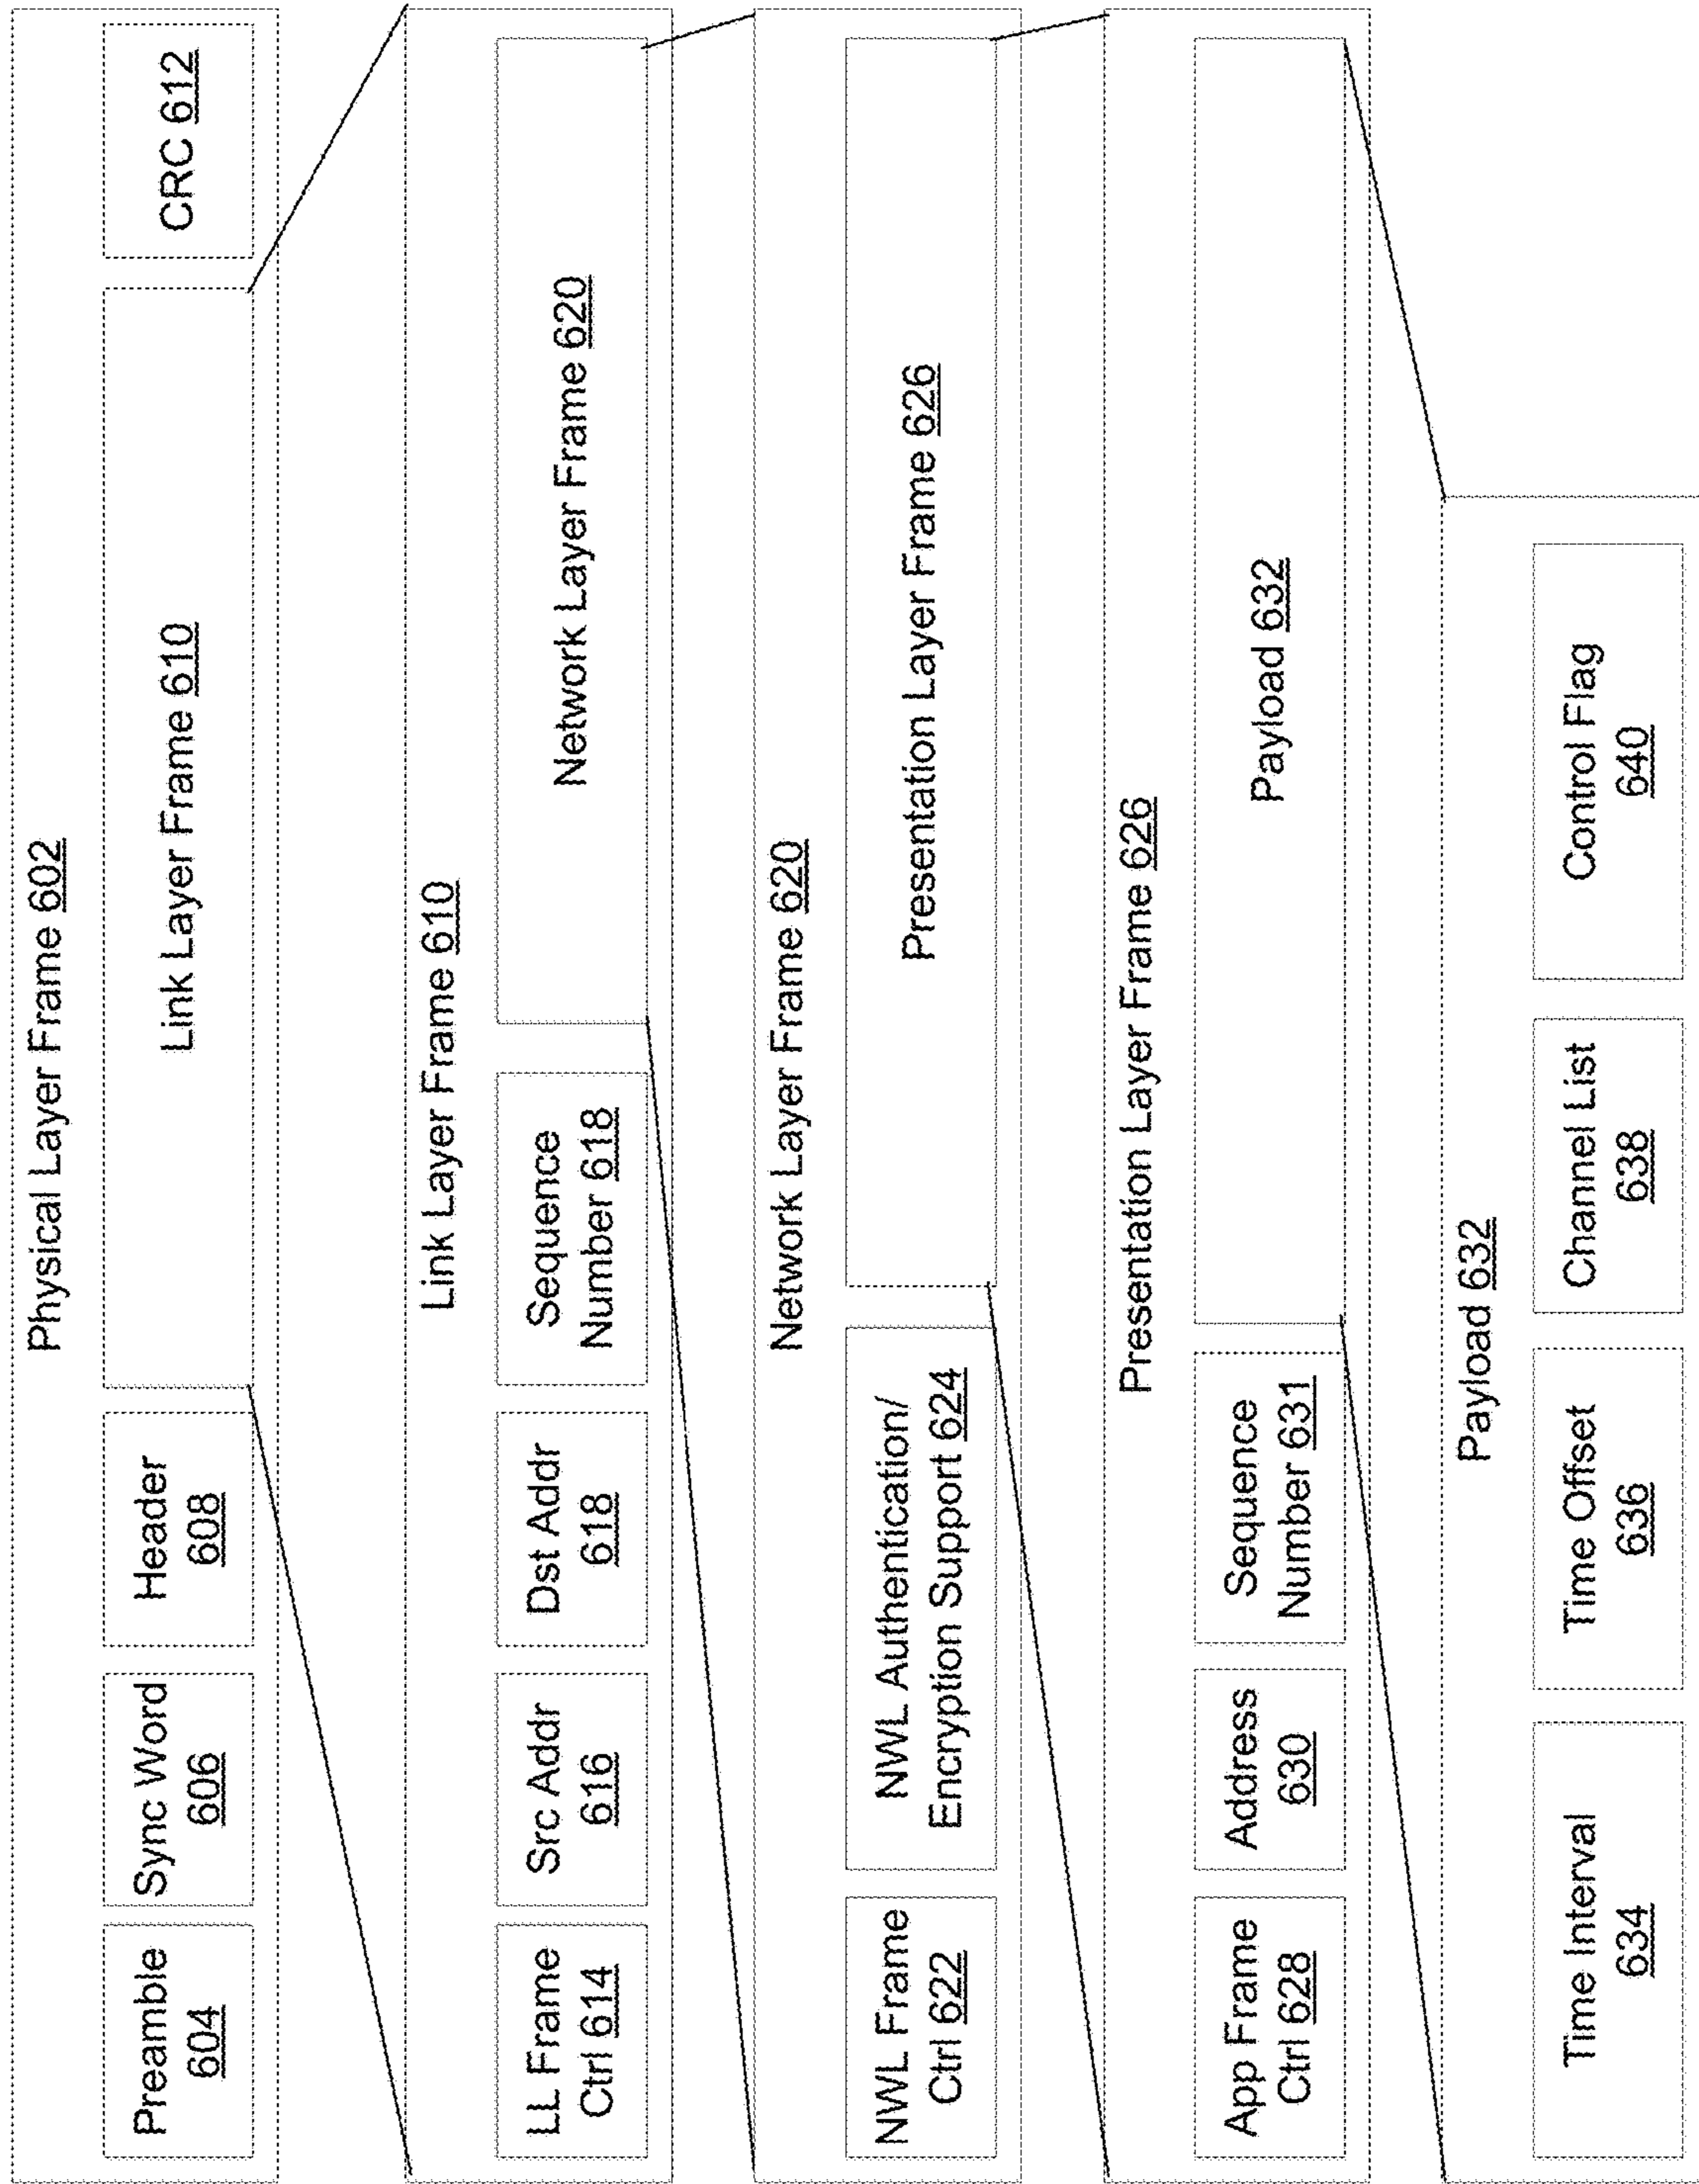 Physical Layer Frame 602
Preamble
604
Sync Word
606
Header
608
Link Layer Frame 610
CRC 612
Link Layer Frame 610
LL Frame
Ctrl 614
Src Addr
616
Dst Addr
618
Sequence
Number 618
Network Layer Frame 620
Network Layer Frame 620
NWL Frame
Ctrl 622
NWL Authentication/
Encryption Support 624
Presentation Layer Frame 626
Presentation Layer Frame 626
App Frame
Ctrl 628
Address
630
Sequence
Number 631
Payload 632
Payload 632
Time Interval
634
Time Offset
636
Channel List
638
Control Flag
640